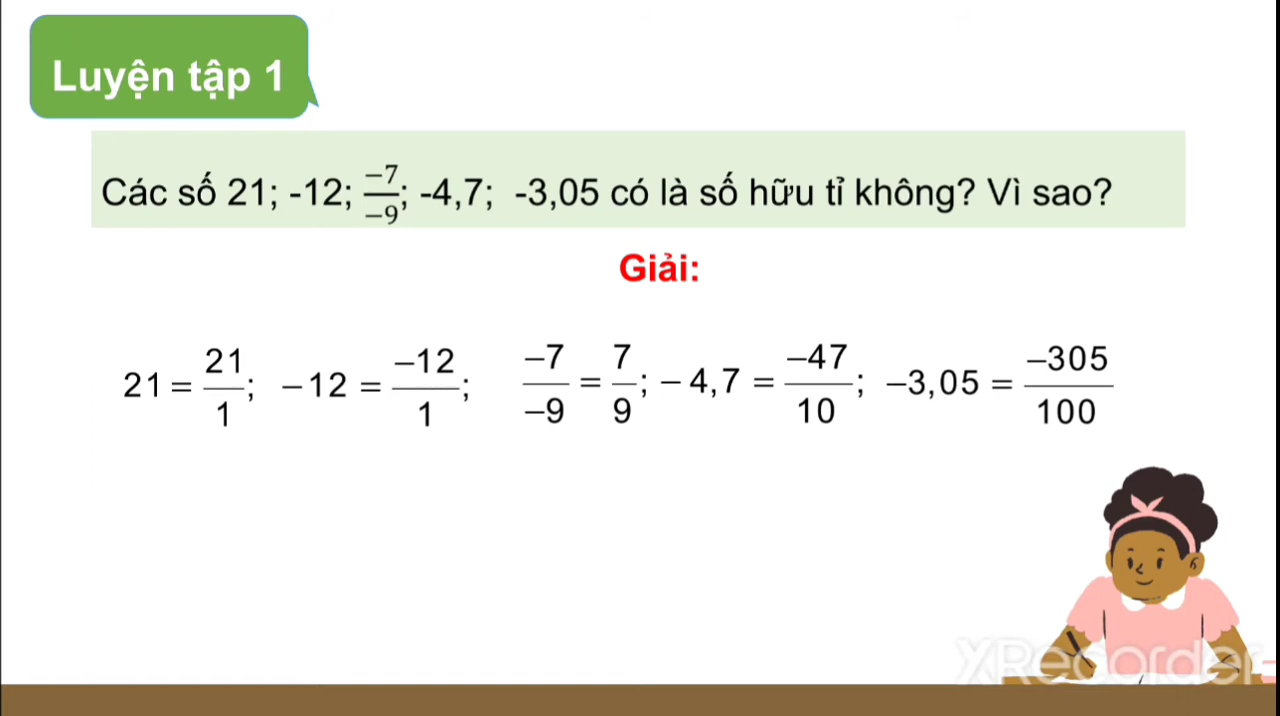 Luyện tập 1
Các số 21; -12; −7/−9; -4,7; -3,05 có là số hữu tỉ không? Vì sao?
Giải:
21 = 21/1; −12 = −12/1; −7/−9 = 7/9; −4,7 = −47/10; −3,05 = −305/100
XRecorder